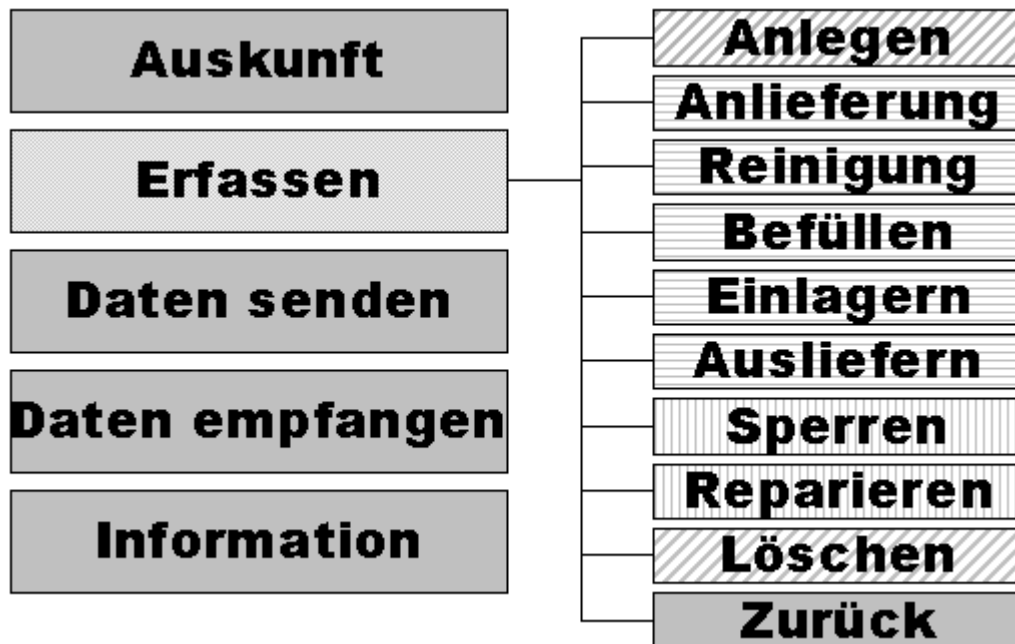 Auskunft
Erfassen
Daten senden
Daten empfangen
Information
Anlegen
Anlieferung
Reinigung
Befüllen
Einlagern
Ausliefern
Sperren
Reparieren
Löschen
Zurück